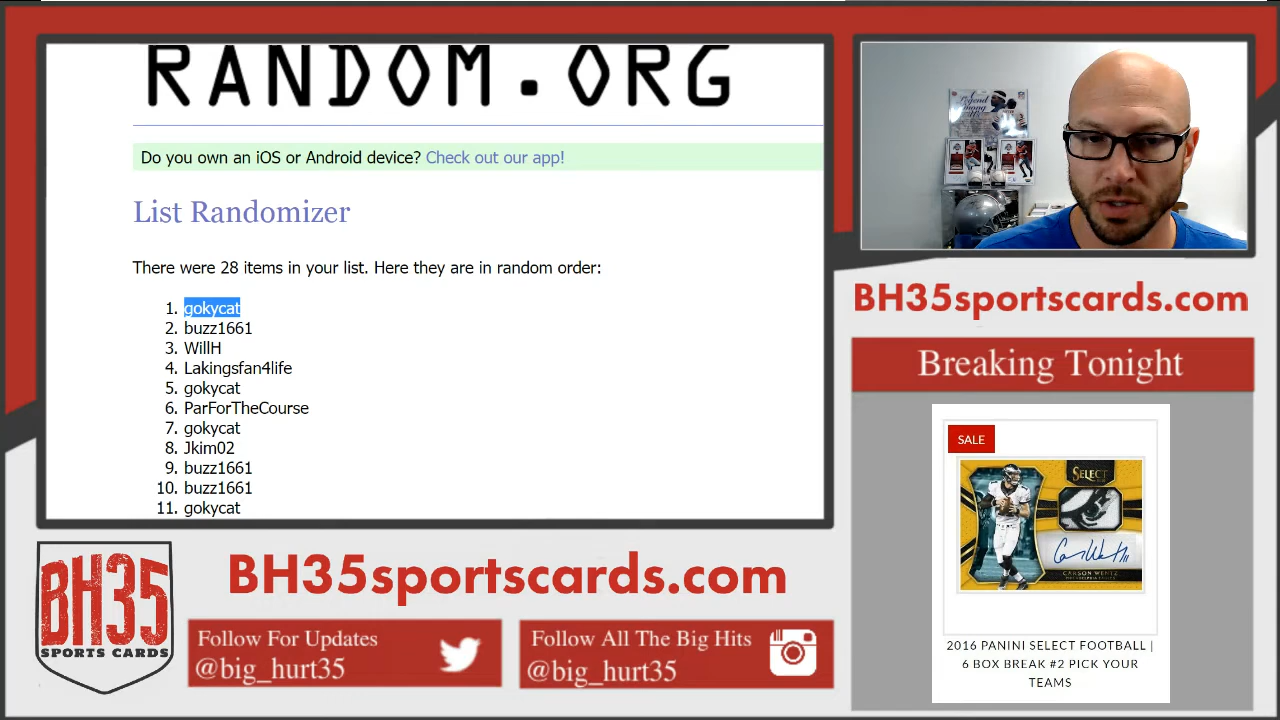 RANDOM.ORG
Do you own an iOS or Android device? Check out our app!
List Randomizer
There were 28 items in your list. Here they are in random order:
1. gokycat
2. buzz1661
3. WillH
4. Lakingsfan4life
5. gokycat
6. ParForTheCourse
7. gokycat
8. Jkim02
9. buzz1661
10. buzz1661
11. gokycat
BH35sportscards.com
Breaking Tonight
SALE
SELECT
CARSON WENTZ
2016 PANINI SELECT FOOTBALL |
6 BOX BREAK #2 PICK YOUR
TEAMS
BH35
SPORTS CARDS
BH35sportscards.com
Follow For Updates
@big_hurt35
Follow All The Big Hits
@big_hurt35